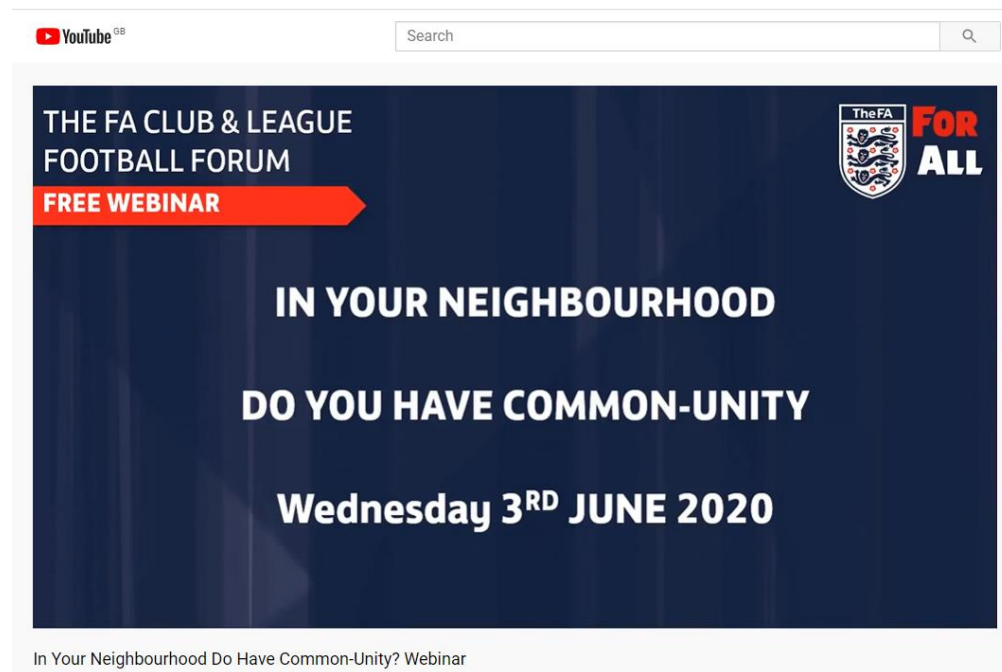 YouTube GB
Search
THE FA CLUB & LEAGUE
FOOTBALL FORUM
FREE WEBINAR
TheFA
FOR
ALL
IN YOUR NEIGHBOURHOOD
DO YOU HAVE COMMON-UNITY
Wednesday 3RD JUNE 2020
In Your Neighbourhood Do Have Common-Unity? Webinar